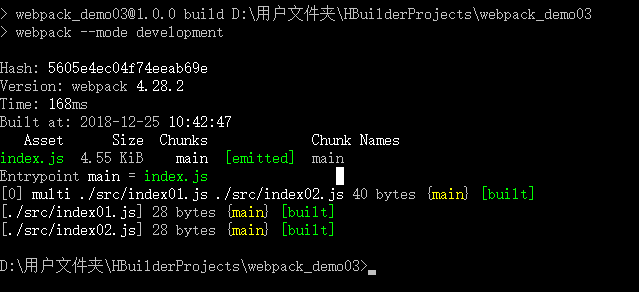 > webpack_demo03@1.0.0 build D:\用户文件夹\HBuilderProjects\webpack_demo03
> webpack --mode development
Hash: 5605e4ec04f74eeab69e
Version: webpack 4.28.2
Time: 168ms
Built at: 2018-12-25 10:42:47
Asset Size Chunks Chunk Names
index.js 4.55 KiB main [emitted] main
Entrypoint main = index.js
[0] multi ./src/index01.js ./src/index02.js 40 bytes {main} [built]
[./src/index01.js] 28 bytes {main} [built]
[./src/index02.js] 28 bytes {main} [built]
D:\用户文件夹\HBuilderProjects\webpack_demo03>